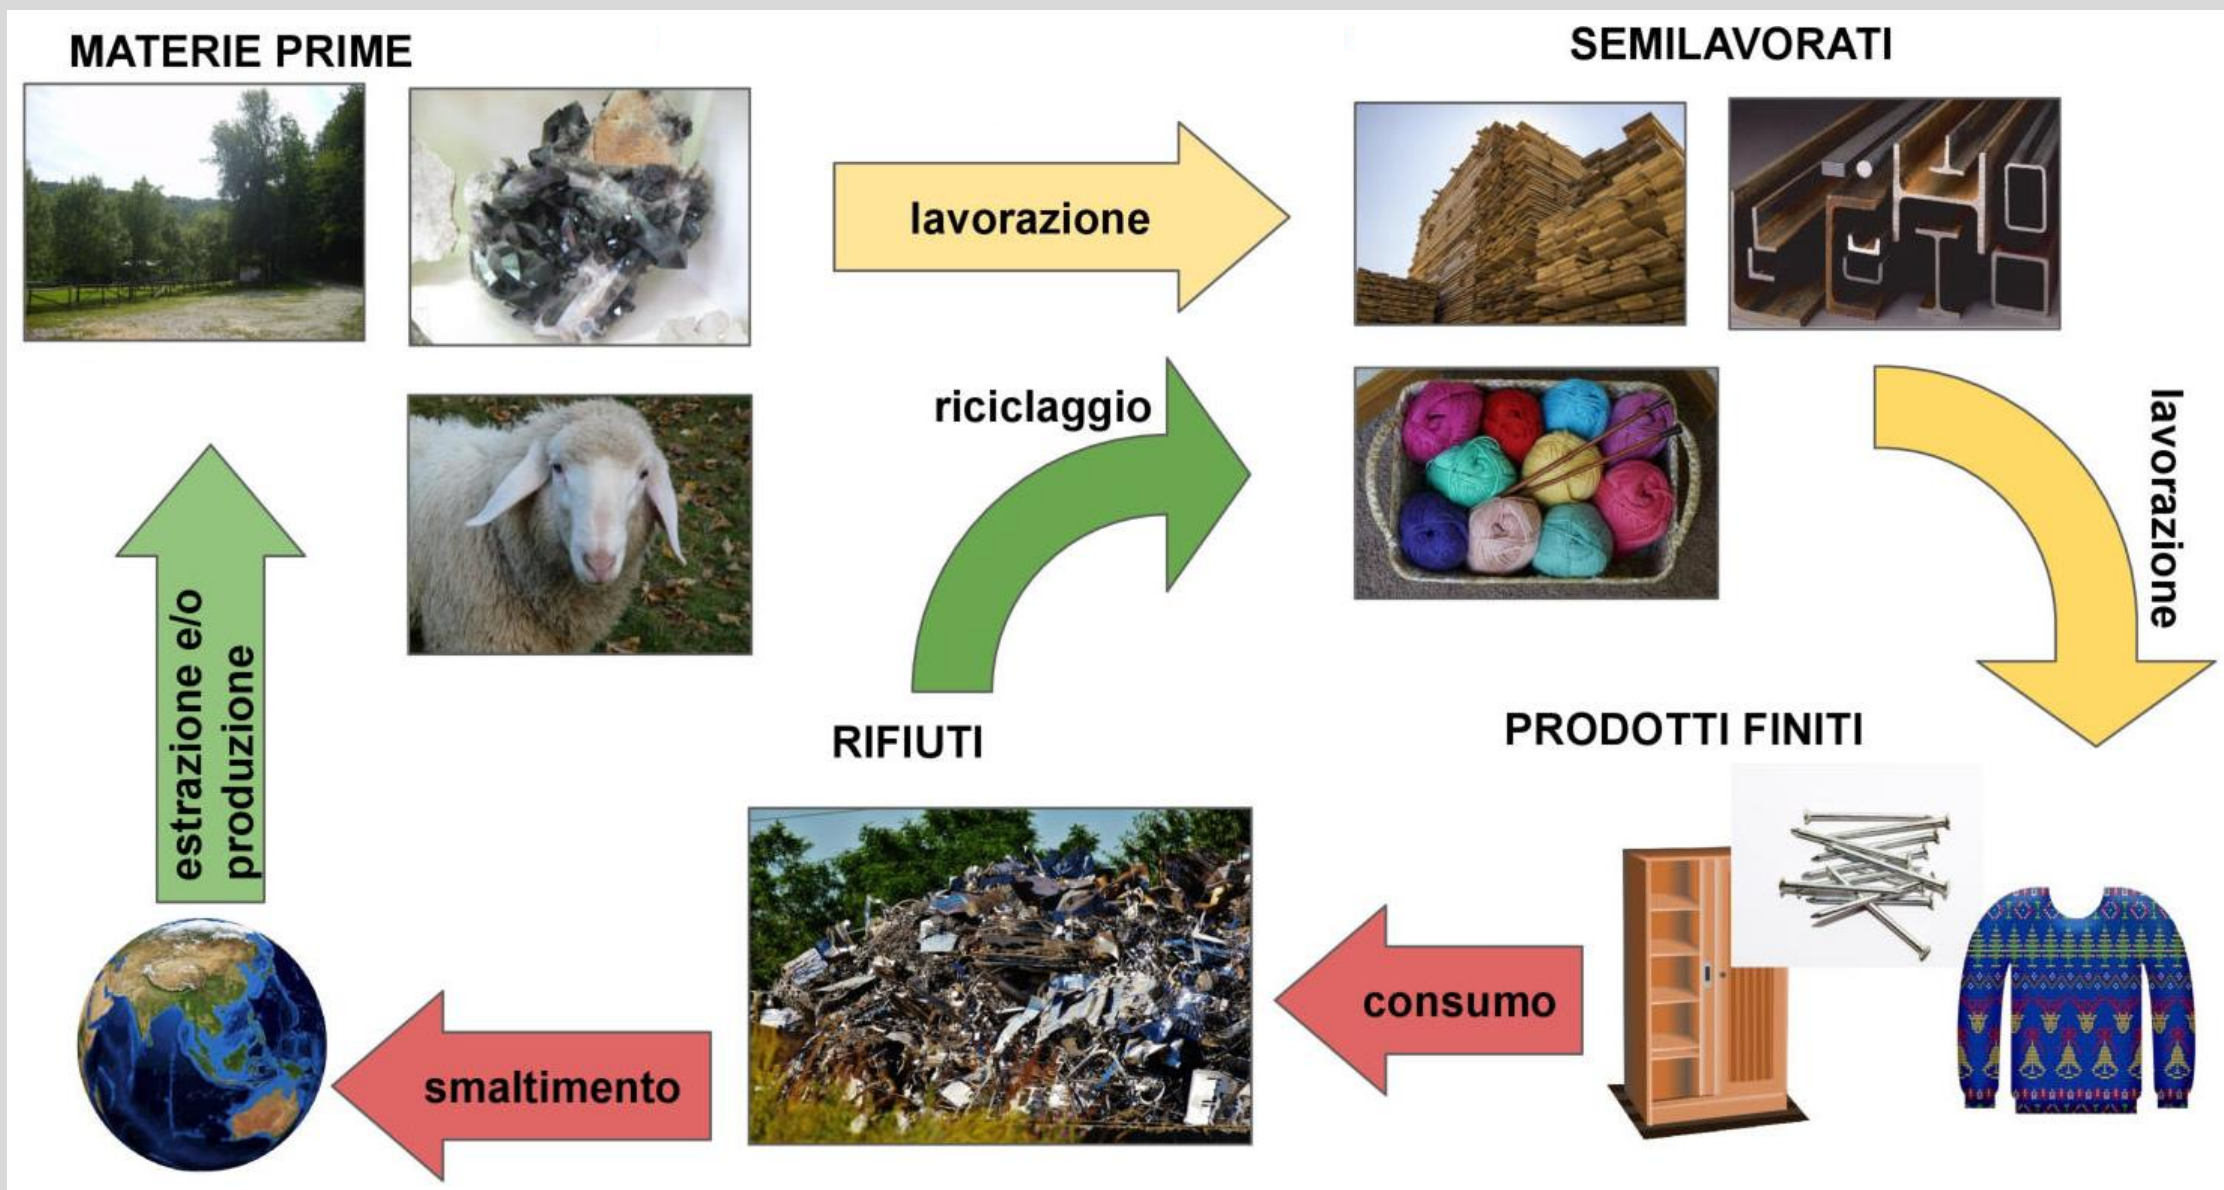 MATERIE PRIME
SEMILAVORATI
lavorazione
riciclaggio
lavorazione
estrazione e/o
produzione
RIFIUTI
PRODOTTI FINITI
consumo
smaltimento